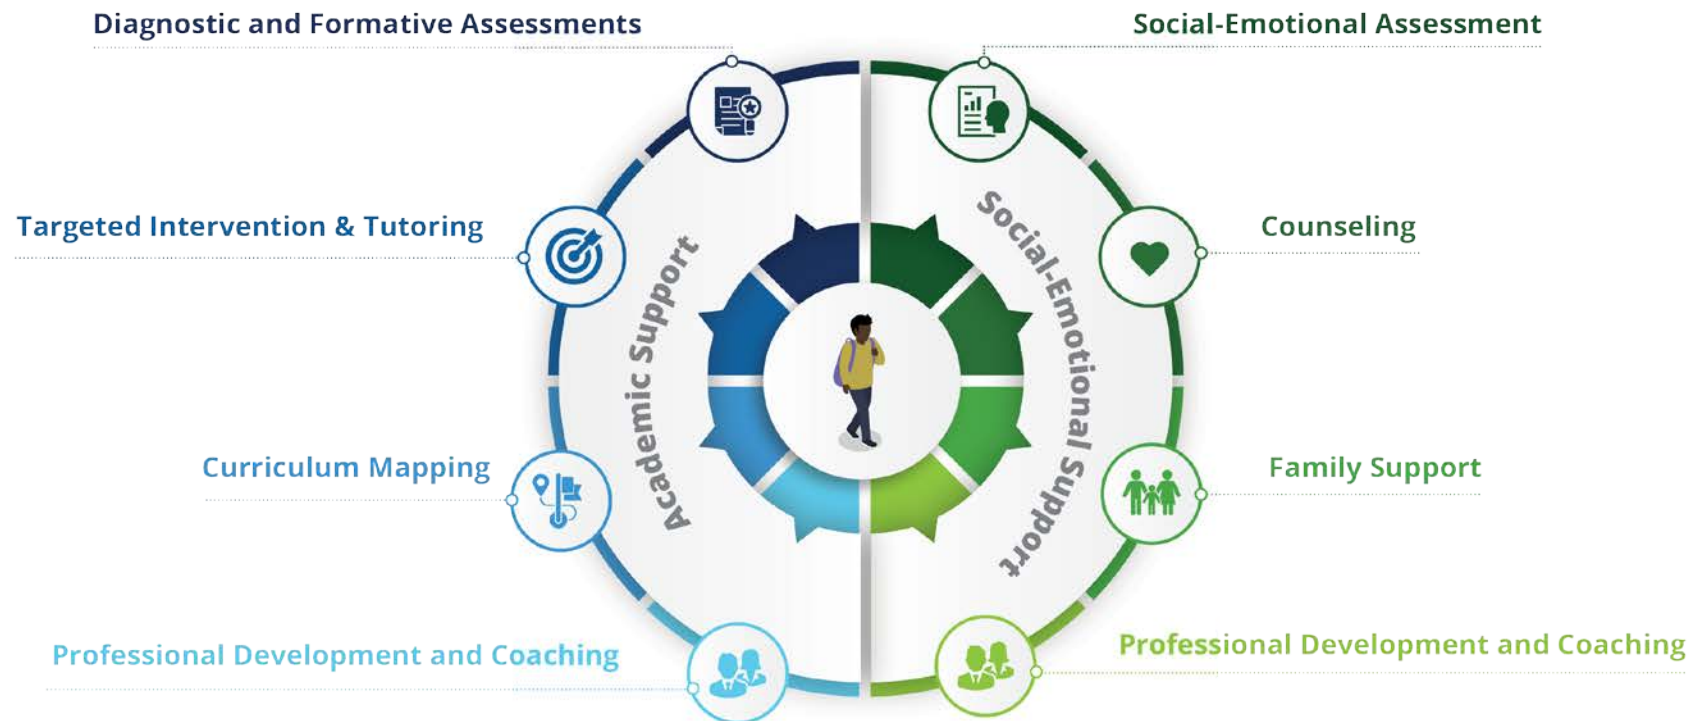 Diagnostic and Formative Assessments
Social-Emotional Assessment
Targeted Intervention & Tutoring
Counseling
Academic Support
Social-Emotional Support
Curriculum Mapping
Family Support
Professional Development and Coaching
Professional Development and Coaching